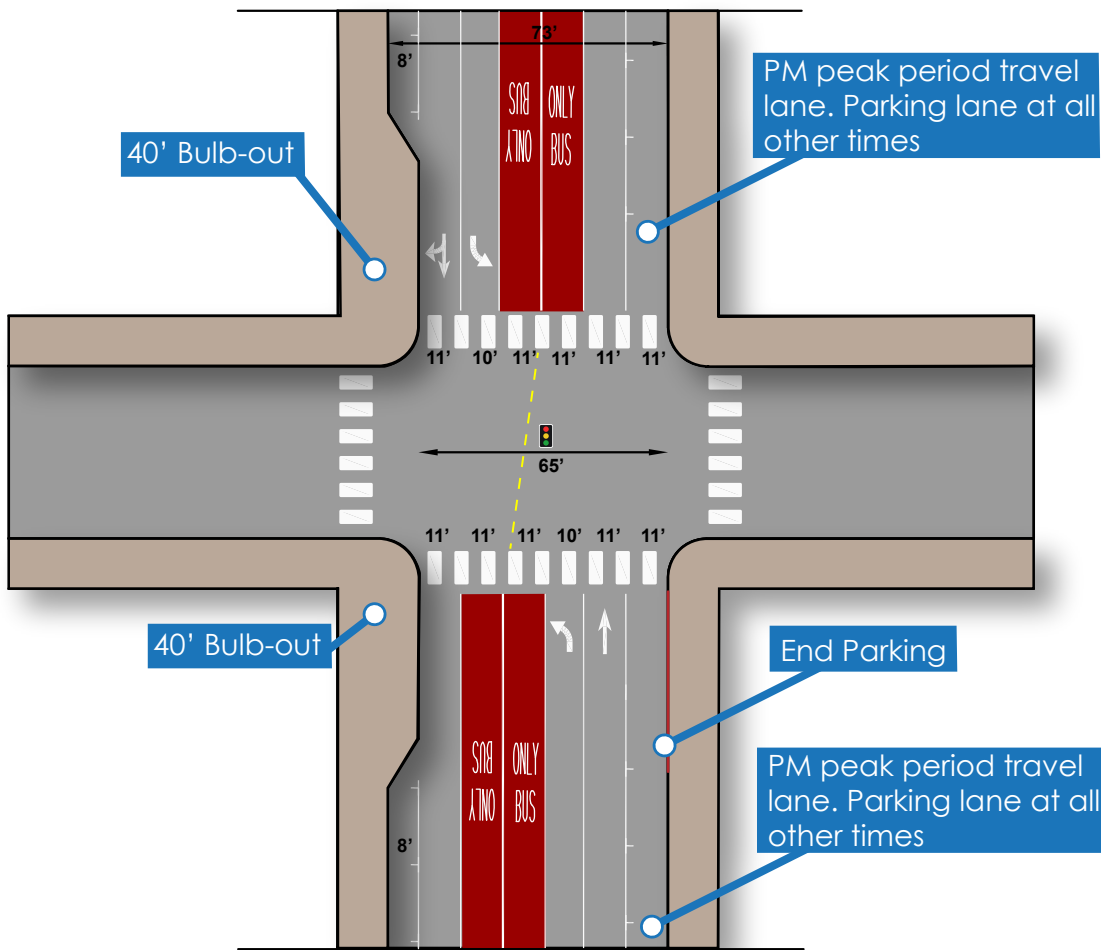 73’
8’
PM peak period travel
lane. Parking lane at all
other times
40’ Bulb-out
BUS
ONLY
ONLY
BUS
11’ 10’ 11’ 11’ 11’ 11’
65’
11’ 11’ 11’ 10’ 11’ 11’
40’ Bulb-out
End Parking
BUS
ONLY
ONLY
BUS
PM peak period travel
lane. Parking lane at all
other times
8’